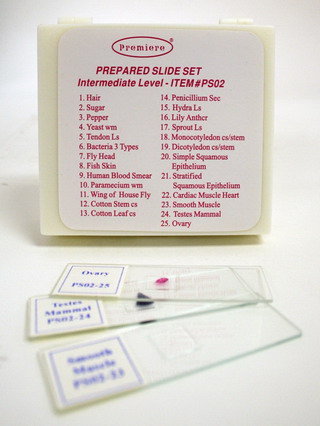 Premiere®
PREPARED SLIDE SET
Intermediate Level - ITEM#PS02
1. Hair
2. Sugar
3. Pepper
4. Yeast wm
5. Tendon Ls
6. Bacteria 3 Types
7. Fly Head
8. Fish Skin
9. Human Blood Smear
10. Paramecium wm
11. Wing of House Fly
12. Cotton Stem cs
13. Cotton Leaf cs
14. Penicillium Sec
15. Hydra Ls
16. Lily Anthcr
17. Sprout Ls
18. Monocotyledon cs/stem
19. Dicotyledon cs/stem
20. Simple Squamous
Epithelium
21. Stratified
Squamous Epithelium
22. Cardiac Muscle Heart
23. Smooth Muscle
24. Testes Mammal
25. Ovary
Ovary
PS02-25
Testes
Mammal
PS02-24
Smooth
Muscle
PS02-23